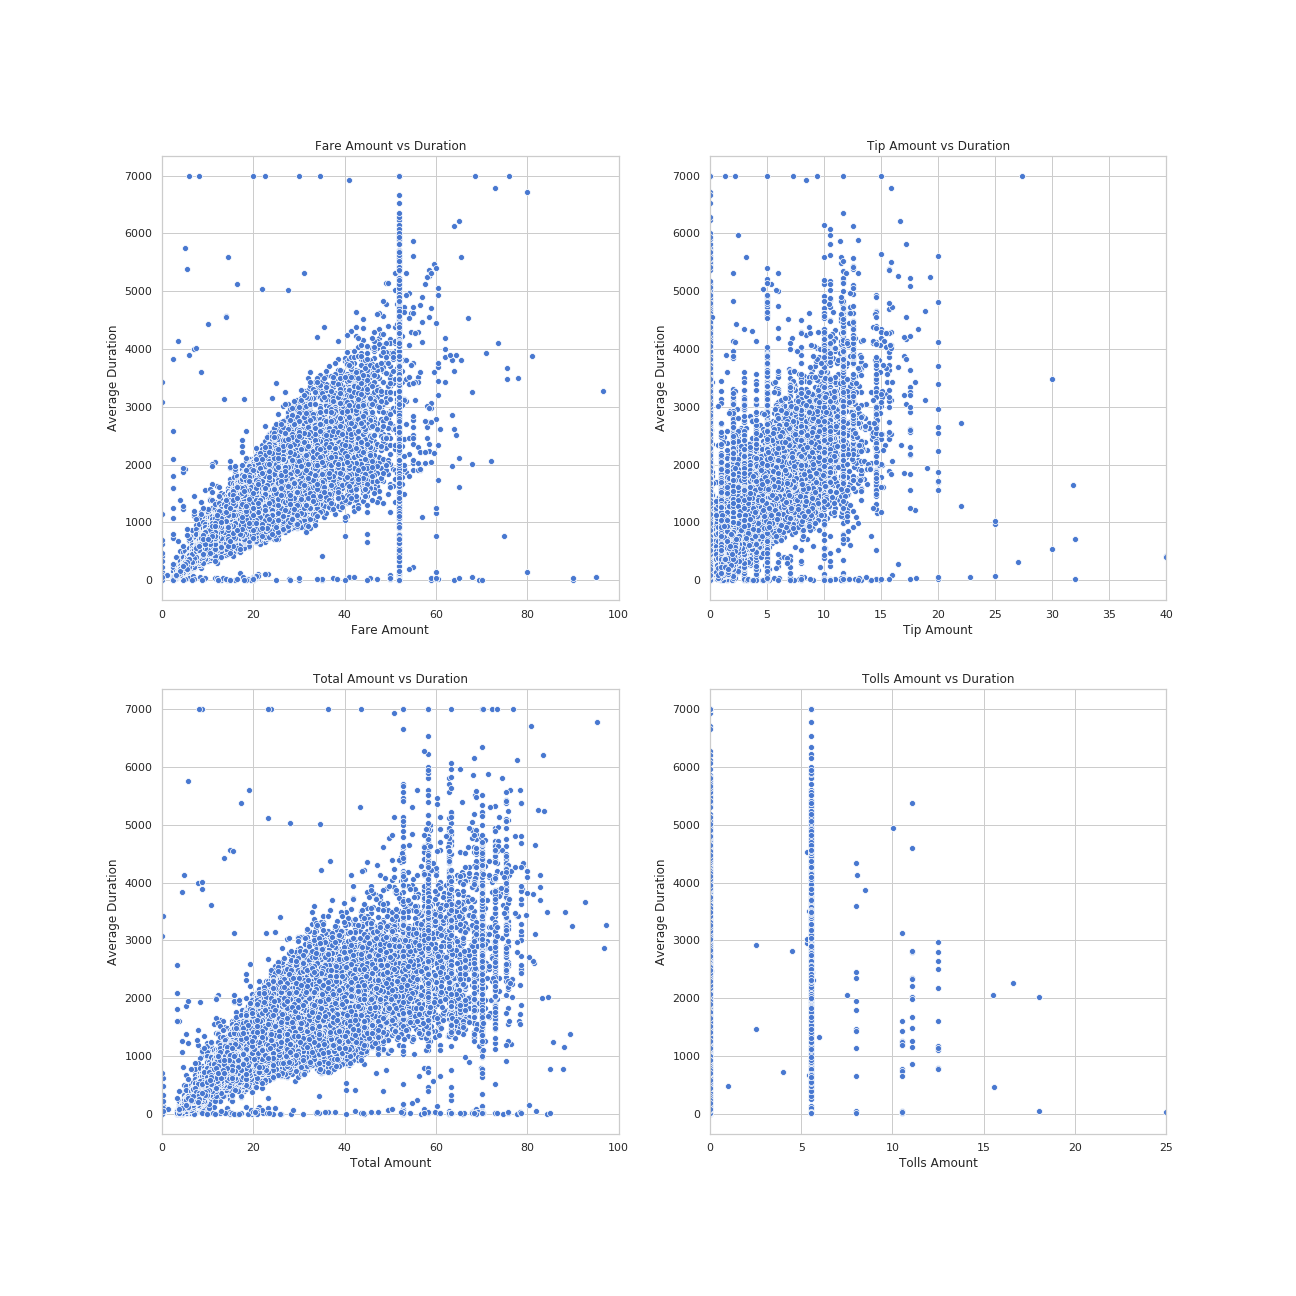 Fare Amount vs Duration
7000
6000
5000
4000
3000
2000
1000
0
Average Duration
0 20 40 60 80 100
Fare Amount
Tip Amount vs Duration
7000
6000
5000
4000
3000
2000
1000
0
Average Duration
0 5 10 15 20 25 30 35 40
Tip Amount
Total Amount vs Duration
7000
6000
5000
4000
3000
2000
1000
0
Average Duration
0 20 40 60 80 100
Total Amount
Tolls Amount vs Duration
7000
6000
5000
4000
3000
2000
1000
0
Average Duration
0 5 10 15 20 25
Tolls Amount